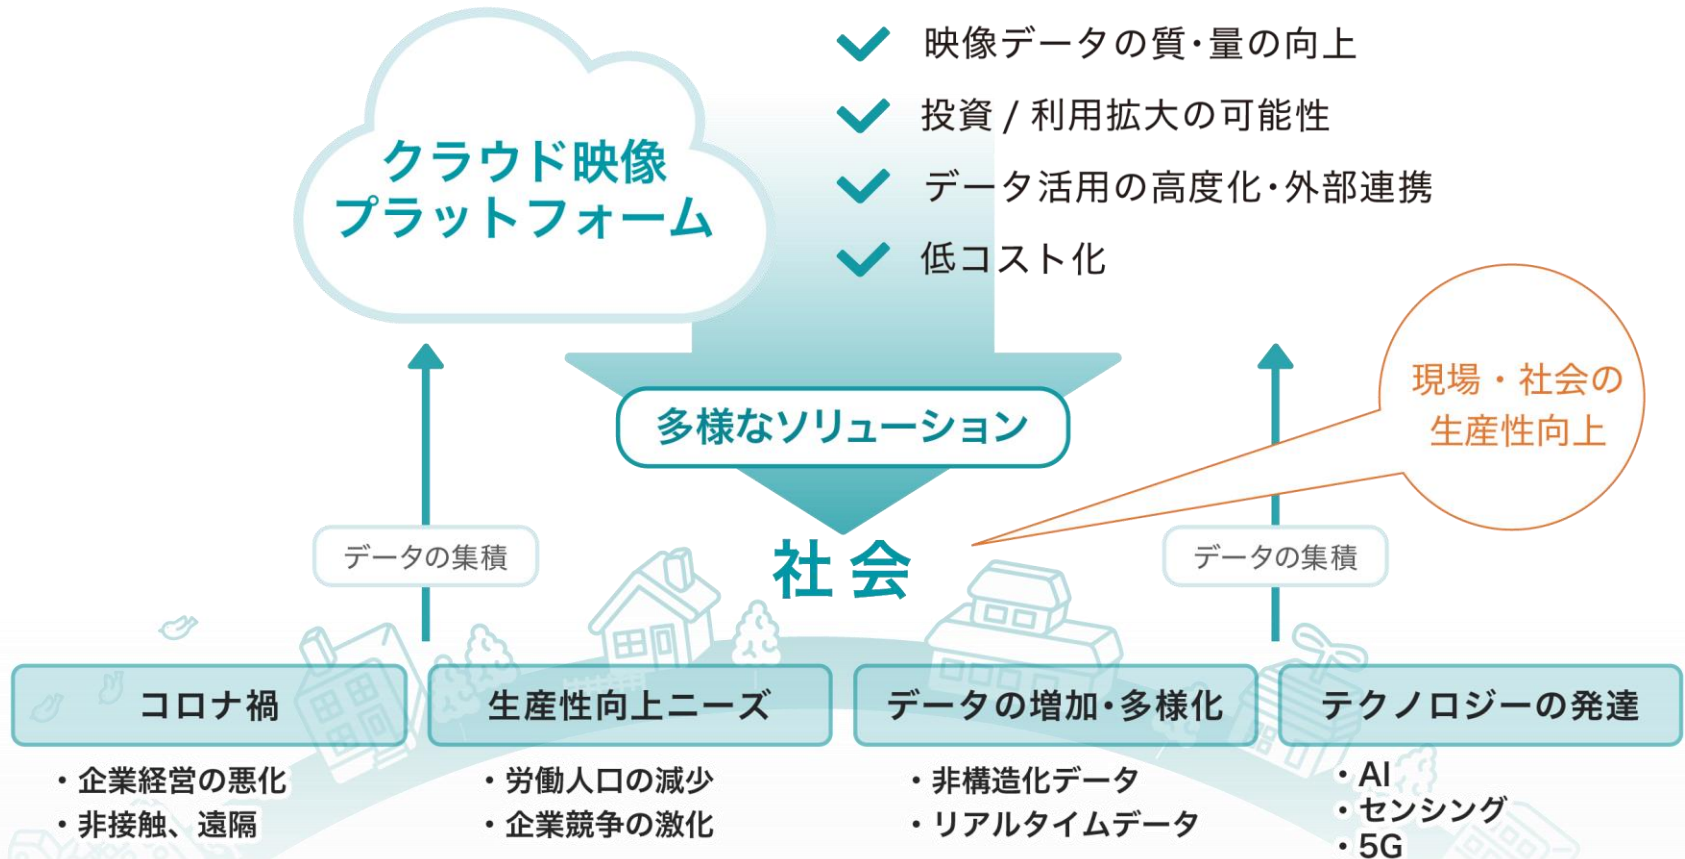 映像データの質・量の向上
投資 / 利用拡大の可能性
データ活用の高度化・外部連携
低コスト化
クラウド映像
プラットフォーム
多様なソリューション
現場・社会の
生産性向上
データの集積
社会
データの集積
コロナ禍
・企業経営の悪化
・非接触、遠隔
生産性向上ニーズ
・労働人口の減少
・企業競争の激化
データの増加・多様化
・非構造化データ
・リアルタイムデータ
テクノロジーの発達
・AI
・センシング
・5G